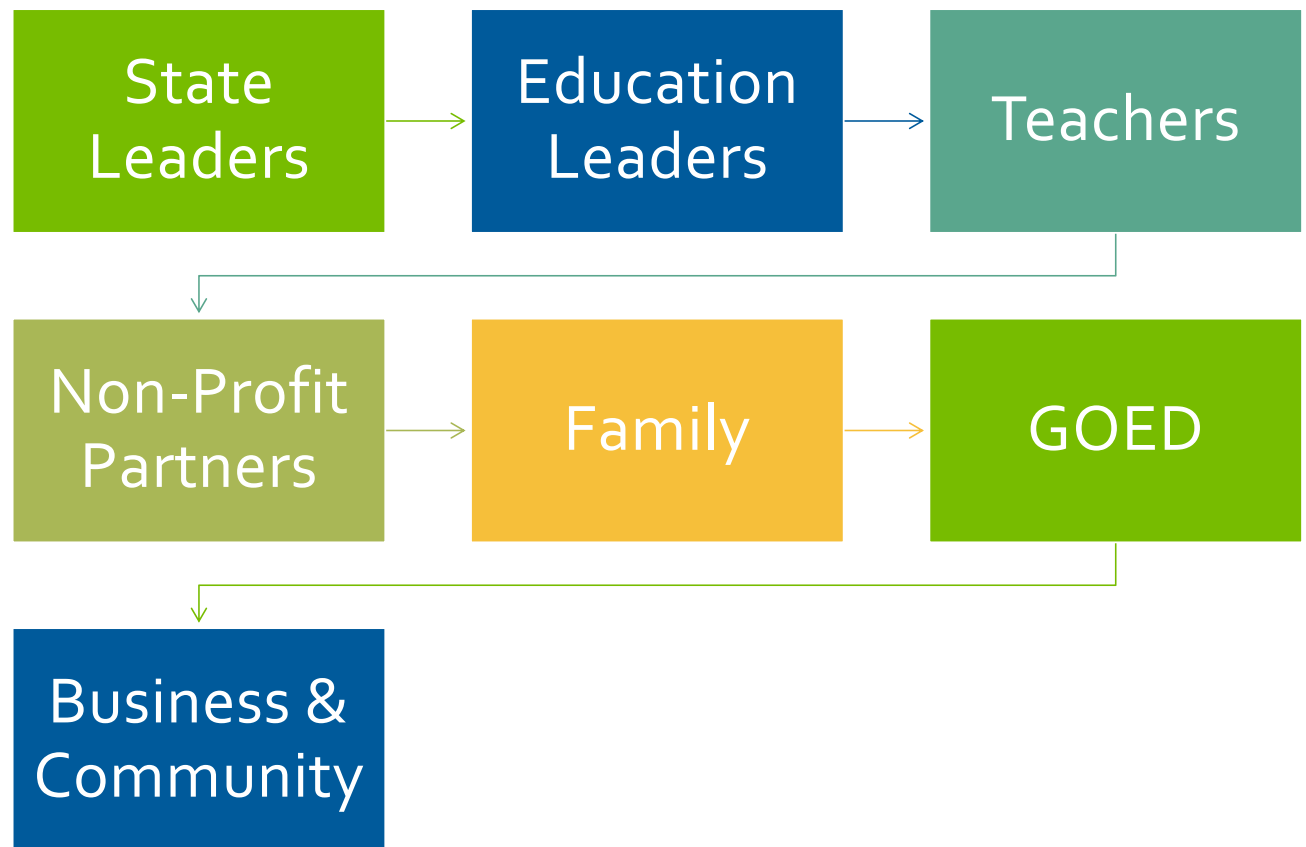 State
Leaders
Education
Leaders
Teachers
Non-Profit
Partners
Family
GOED
Business &
Community